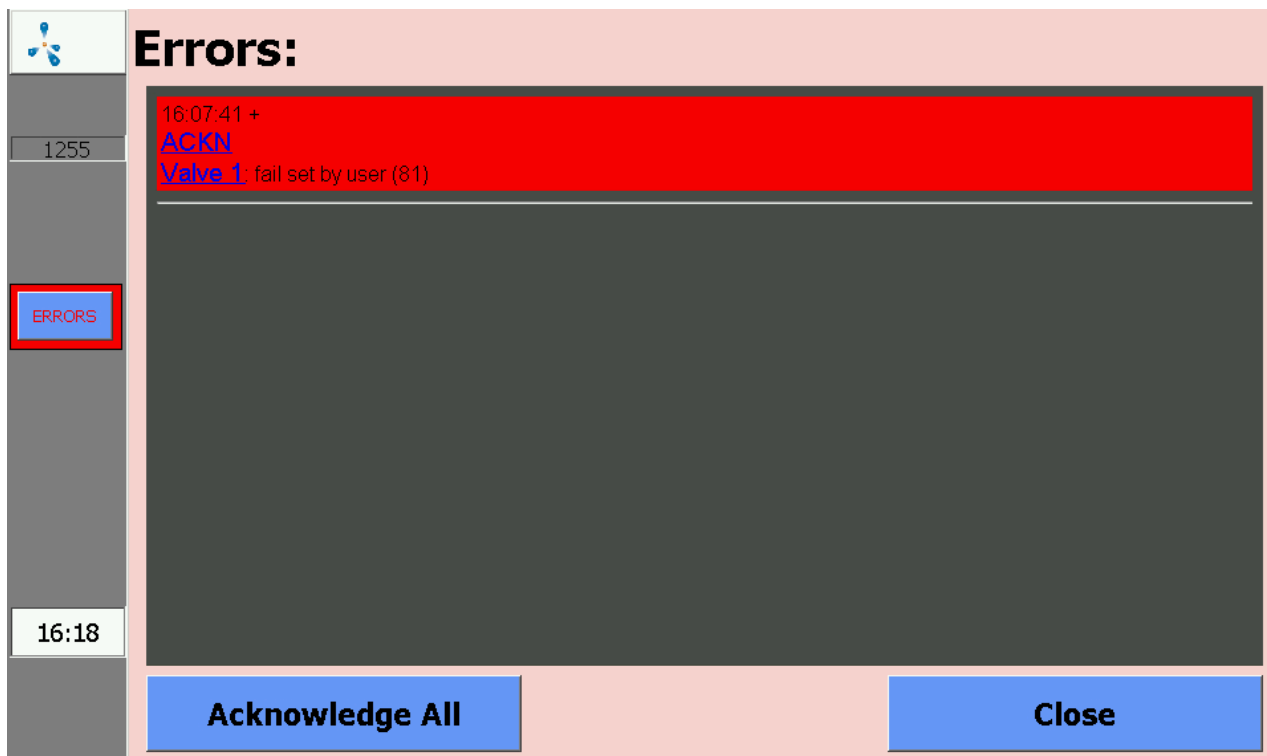 Errors:
16:07:41 +
ACKN
Valve 1: fail set by user (81)
1255
ERRORS
16:18
Acknowledge All
Close